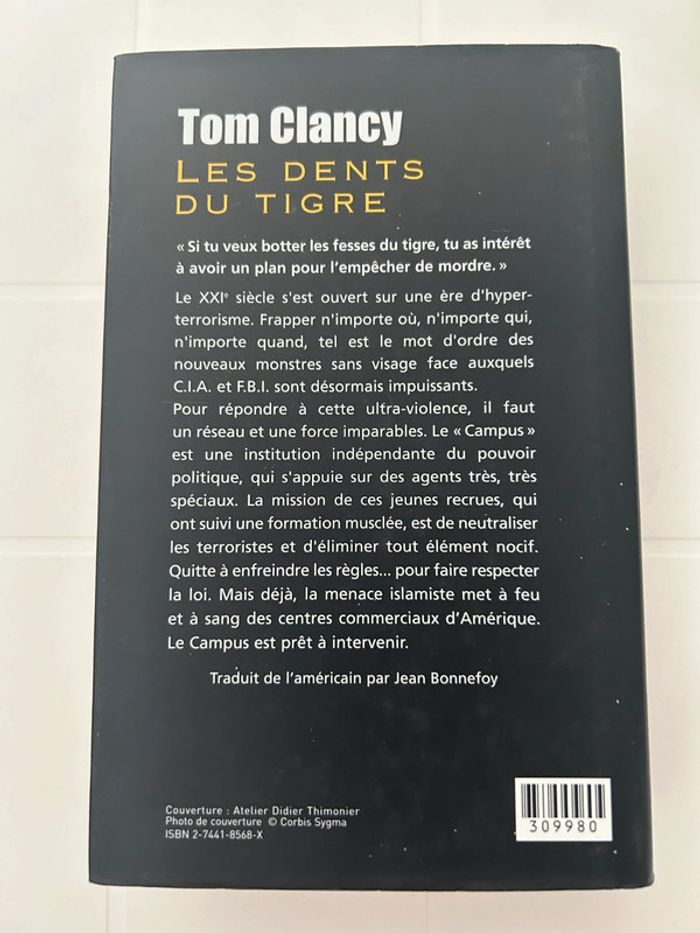 Tom Clancy
LES DENTS
DU TIGRE
« Si tu veux botter les fesses du tigre, tu as intérêt
à avoir un plan pour l'empêcher de mordre. »
Le XXIe siècle s'est ouvert sur une ère d'hyper-
terrorisme. Frapper n'importe où, n'importe qui,
n'importe quand, tel est le mot d'ordre des
nouveaux monstres sans visage face auxquels
C.I.A. et F.B.I. sont désormais impuissants.
Pour répondre à cette ultra-violence, il faut
un réseau et une force imparables. Le « Campus »
est une institution indépendante du pouvoir
politique, qui s'appuie sur des agents très, très
spéciaux. La mission de ces jeunes recrues, qui
ont suivi une formation musclée, est de neutraliser
les terroristes et d'éliminer tout élément nocif.
Quitte à enfreindre les règles... pour faire respecter
la loi. Mais déjà, la menace islamiste met à feu
et à sang des centres commerciaux d'Amérique.
Le Campus est prêt à intervenir.
Traduit de l'américain par Jean Bonnefoy
Couverture : Atelier Didier Thimonier
Photo de couverture © Corbis Sygma
ISBN 2-7441-8568-X
309980